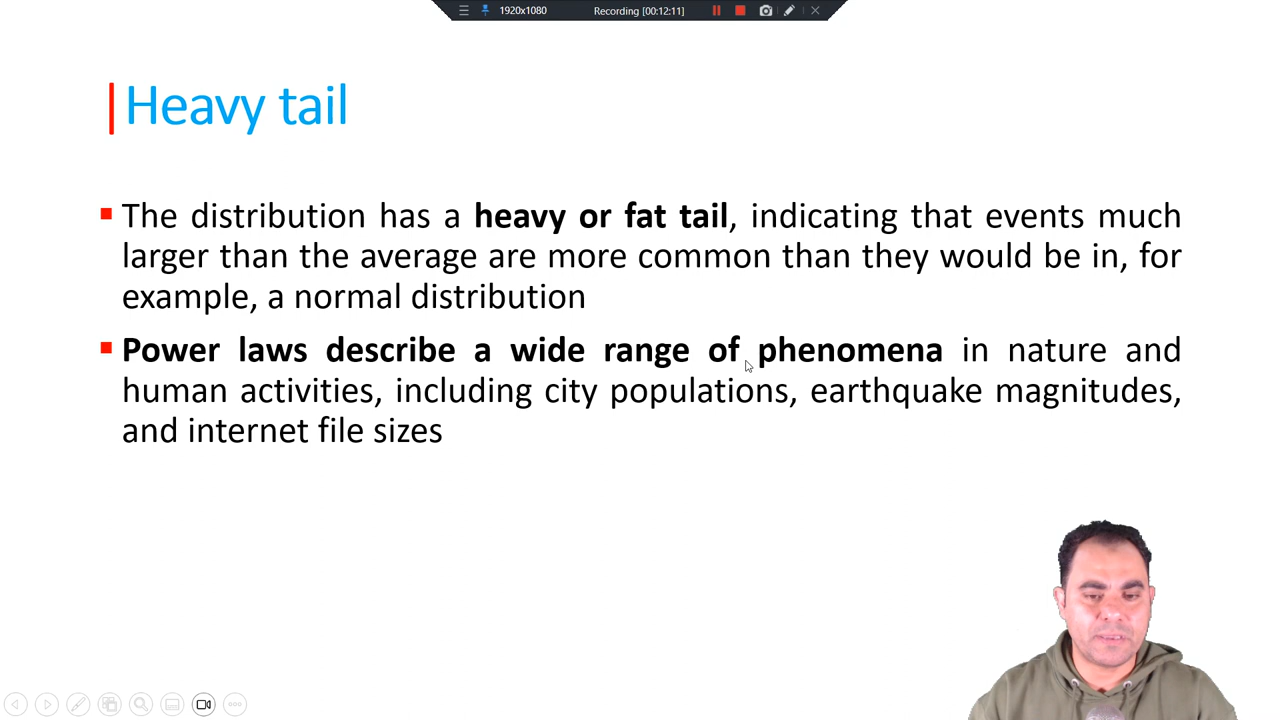 1920x1080
Recording [00:12:11]
Heavy tail
The distribution has a heavy or fat tail, indicating that events much
larger than the average are more common than they would be in, for
example, a normal distribution
Power laws describe a wide range of phenomena in nature and
human activities, including city populations, earthquake magnitudes,
and internet file sizes